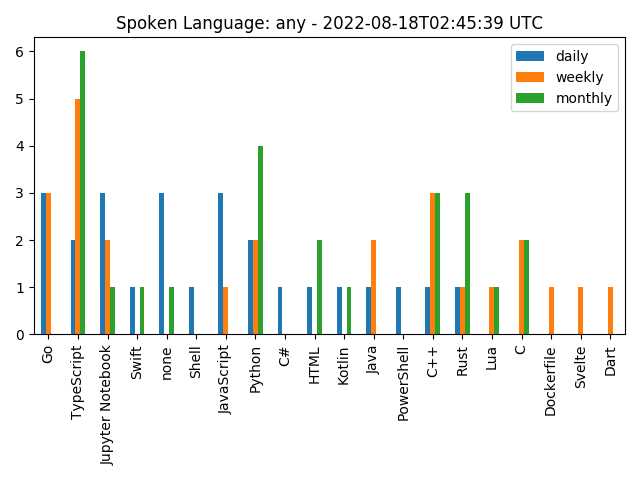 Spoken Language: any - 2022-08-18T02:45:39 UTC
daily
weekly
monthly
6
5
4
3
2
1
0
Go
TypeScript
Jupyter Notebook
Swift
none
Shell
JavaScript
Python
C#
HTML
Kotlin
Java
PowerShell
C++
Rust
Lua
C
Dockerfile
Svelte
Dart